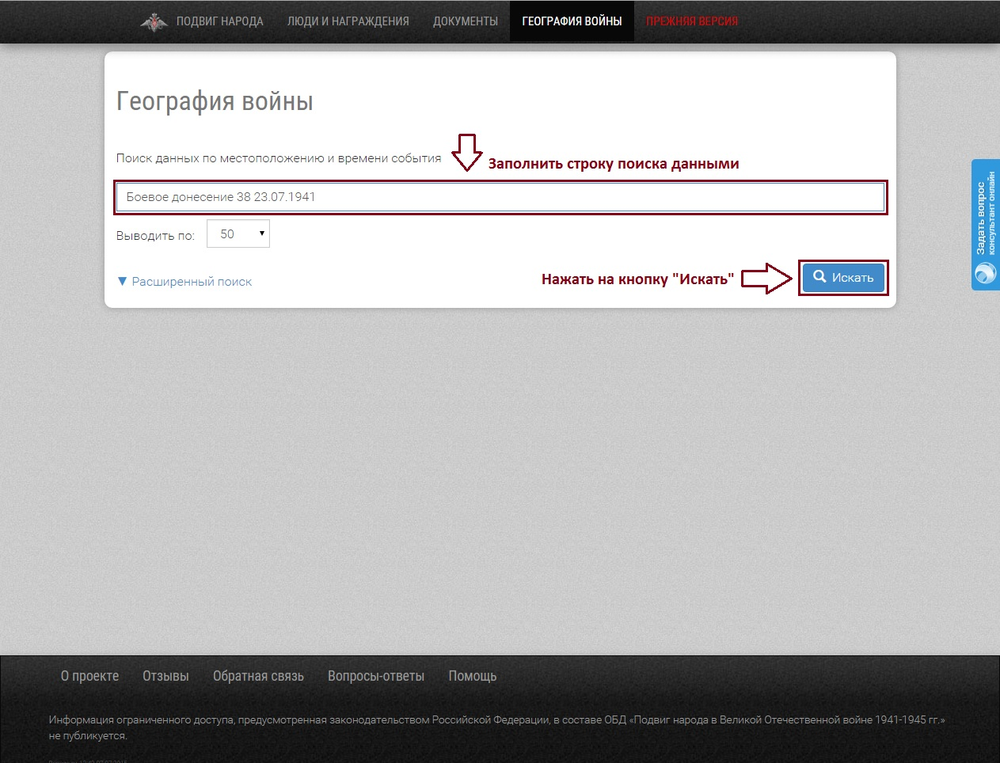 ПОДВИГ НАРОДА ЛЮДИ И НАГРАЖДЕНИЯ ДОКУМЕНТЫ ГЕОГРАФИЯ ВОЙНЫ ПРЕЖНЯЯ ВЕРСИЯ
География войны
Поиск данных по местоположению и времени события
Заполнить строку поиска данными
Боевое донесение 38 23.07.1941
Выводить по: 50
▼ Расширенный поиск
Нажать на кнопку "Искать"
Искать
Задать вопрос
консультант онлайн
О проекте Отзывы Обратная связь Вопросы-ответы Помощь
Информация ограниченного доступа, предусмотренная законодательством Российской Федерации, в составе ОБД «Подвиг народа в Великой Отечественной войне 1941-1945 гг.»
не публикуется.